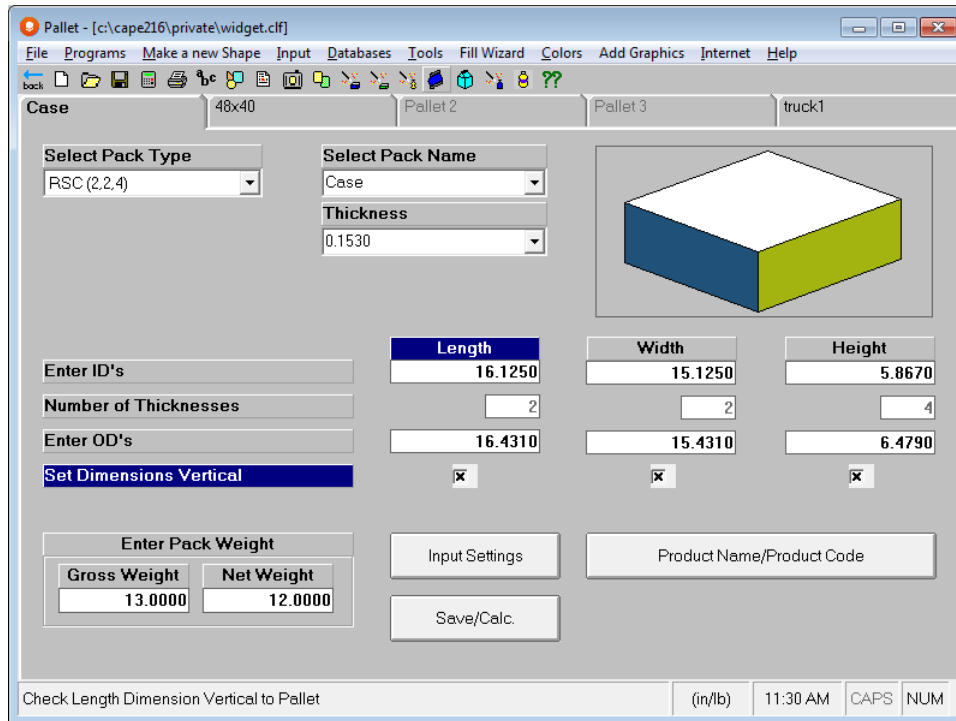 Pallet - [c:\cape216\private\widget.clf]
File Programs Make a new Shape Input Databases Tools Fill Wizard Colors Add Graphics Internet Help
back abc ??
Case 48x40 Pallet 2 Pallet 3 truck1
Select Pack Type Select Pack Name
RSC (2,2,4) Case
Thickness
0.1530
Length Width Height
Enter ID's 16.1250 15.1250 5.8670
Number of Thicknesses 2 2 4
Enter OD's 16.4310 15.4310 6.4790
Set Dimensions Vertical
Enter Pack Weight
Gross Weight Net Weight
13.0000 12.0000
Input Settings Product Name/Product Code
Save/Calc.
Check Length Dimension Vertical to Pallet (in/lb) 11:30 AM CAPS NUM